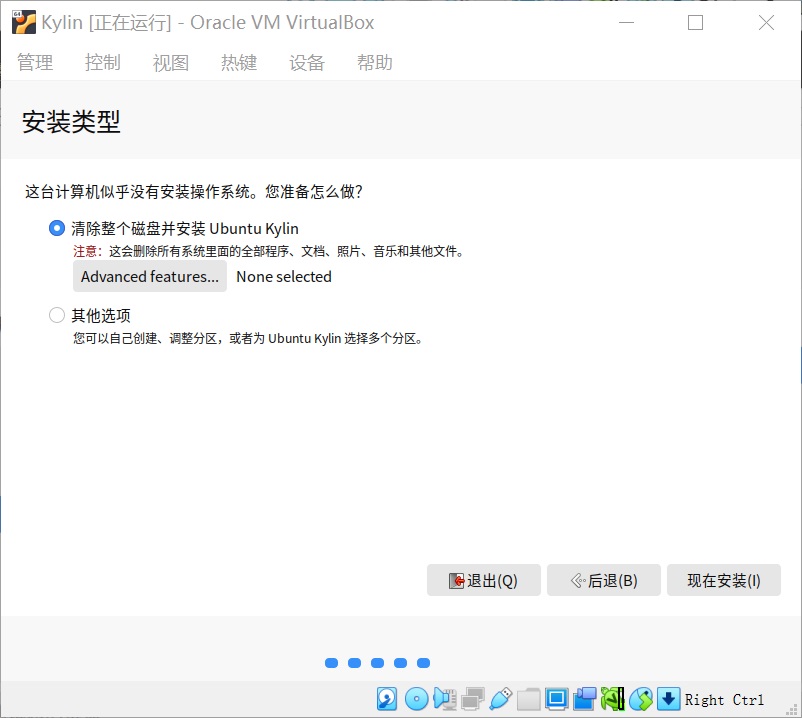 Kylin [正在运行] - Oracle VM VirtualBox
管理 控制 视图 热键 设备 帮助
安装类型
这台计算机似乎没有安装操作系统。您准备怎么做？
清除整个磁盘并安装 Ubuntu Kylin
注意：这会删除所有系统里面的全部程序、文档、照片、音乐和其他文件。
Advanced features... None selected
其他选项
您可以自己创建、调整分区，或者为 Ubuntu Kylin 选择多个分区。
退出(Q) 后退(B) 现在安装(I)
Right Ctrl